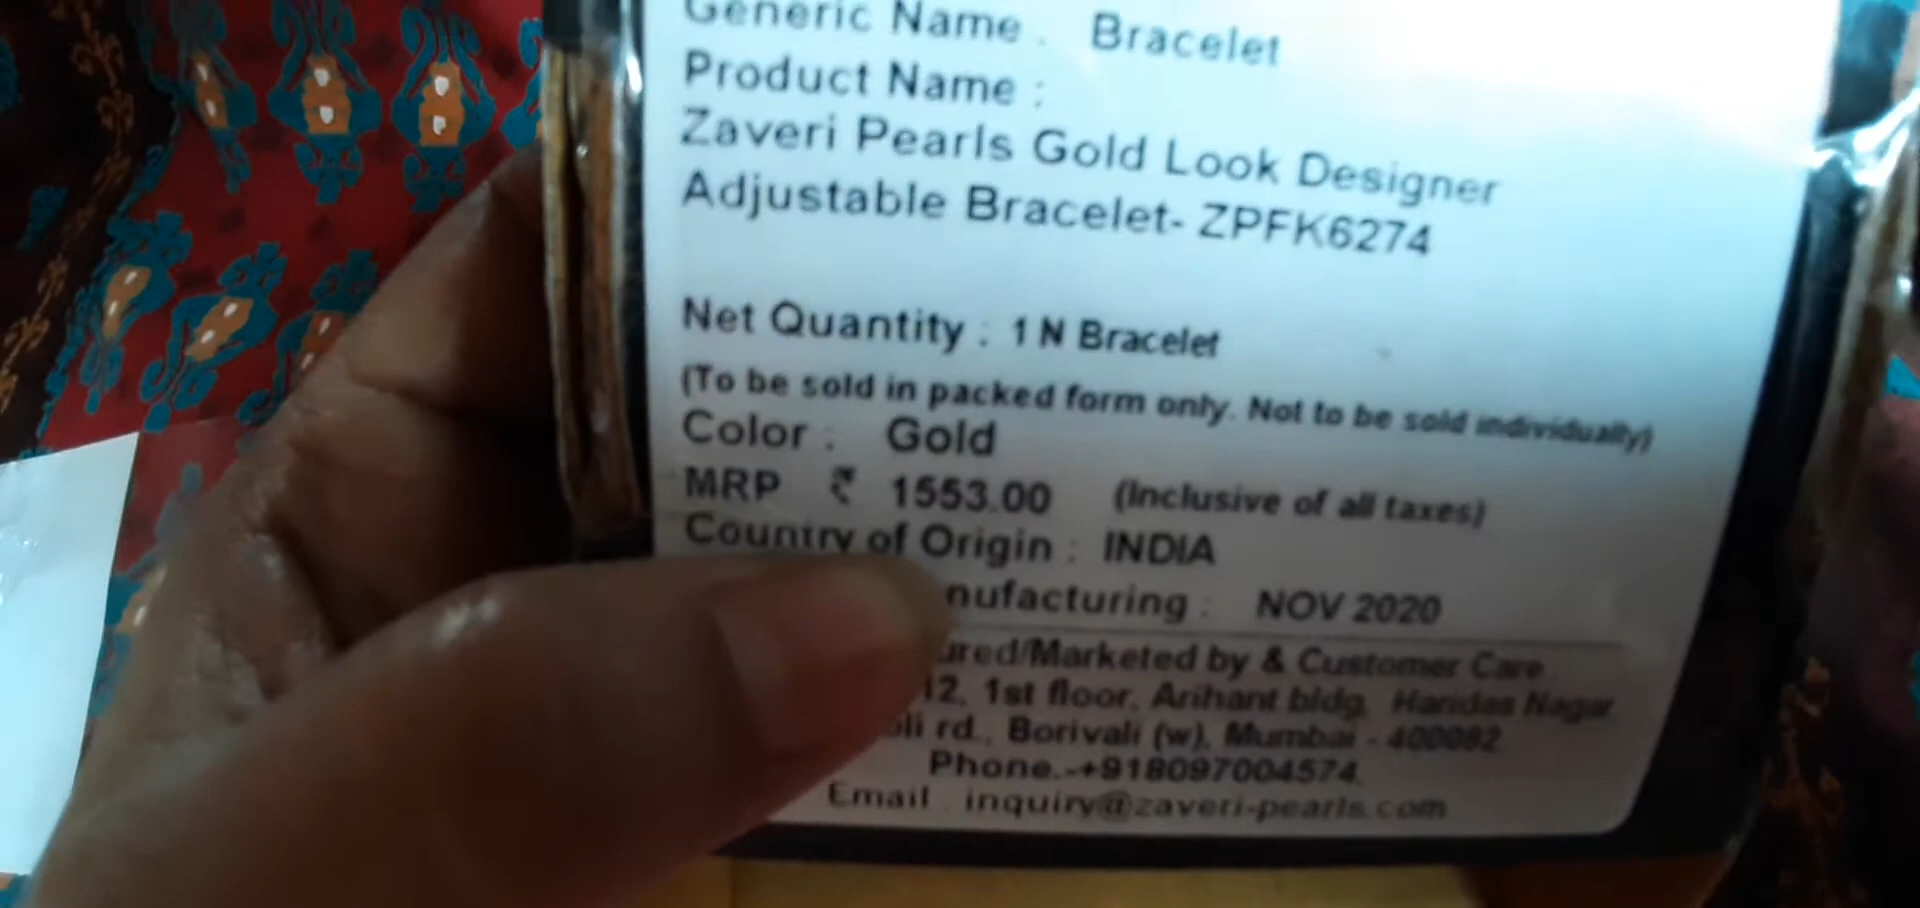 Generic Name : Bracelet
Product Name :
Zaveri Pearls Gold Look Designer
Adjustable Bracelet- ZPFK6274
Net Quantity : 1 N Bracelet
(To be sold in packed form only. Not to be sold individually)
Color : Gold
MRP ₹ 1553.00 (Inclusive of all taxes)
Country of Origin : INDIA
nufacturing : NOV 2020
ured/Marketed by & Customer Care
12, 1st floor, Arihant bldg, Haridas Nagar
oli rd., Borivali (w), Mumbai - 400092
Phone.-+918097004574,
Email : inquiry@zaveri-pearls.com